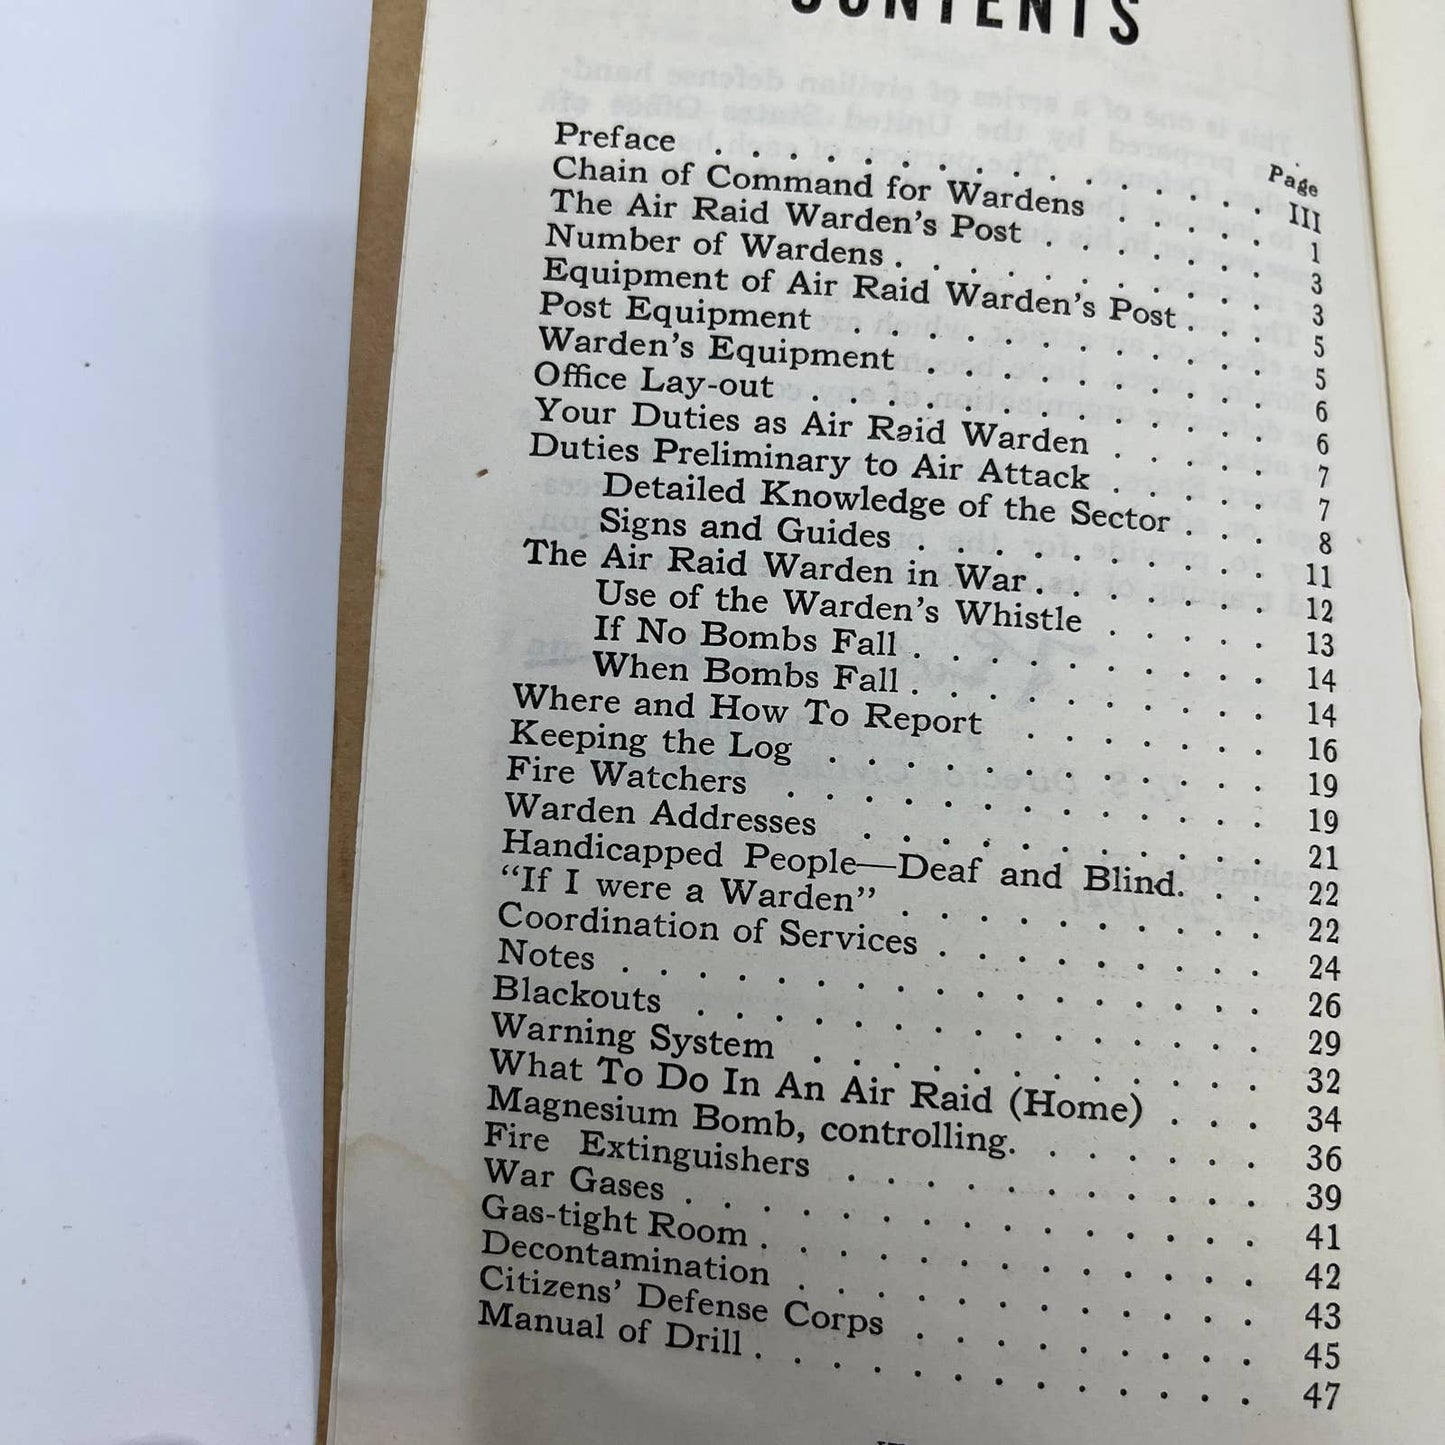 CONTENTS
Page
Preface . . . . . . . . . . . . . . . III
Chain of Command for Wardens . . . . . 1
The Air Raid Warden's Post . . . . . . . 3
Number of Wardens . . . . . . . . . . 3
Equipment of Air Raid Warden's Post . . . 5
Post Equipment . . . . . . . . . . . . 5
Warden's Equipment . . . . . . . . . . 6
Office Lay-out . . . . . . . . . . . . . 6
Your Duties as Air Raid Warden . . . . . 7
Duties Preliminary to Air Attack . . . . . 7
Detailed Knowledge of the Sector . . . 8
Signs and Guides . . . . . . . . . . 11
The Air Raid Warden in War . . . . . . . 12
Use of the Warden's Whistle . . . . . 13
If No Bombs Fall . . . . . . . . . . 14
When Bombs Fall . . . . . . . . . . 14
Where and How To Report . . . . . . . 16
Keeping the Log . . . . . . . . . . . . 19
Fire Watchers . . . . . . . . . . . . . 19
Warden Addresses . . . . . . . . . . . 21
Handicapped People—Deaf and Blind . . . 22
"If I were a Warden" . . . . . . . . . . 22
Coordination of Services . . . . . . . . . 24
Notes . . . . . . . . . . . . . . . . . 26
Blackouts . . . . . . . . . . . . . . . 29
Warning System . . . . . . . . . . . . 32
What To Do In An Air Raid (Home) . . . 34
Magnesium Bomb, controlling . . . . . . . 36
Fire Extinguishers . . . . . . . . . . . 39
War Gases . . . . . . . . . . . . . . . 41
Gas-tight Room . . . . . . . . . . . . . 42
Decontamination . . . . . . . . . . . . 43
Citizens' Defense Corps . . . . . . . . . 45
Manual of Drill . . . . . . . . . . . . . 47